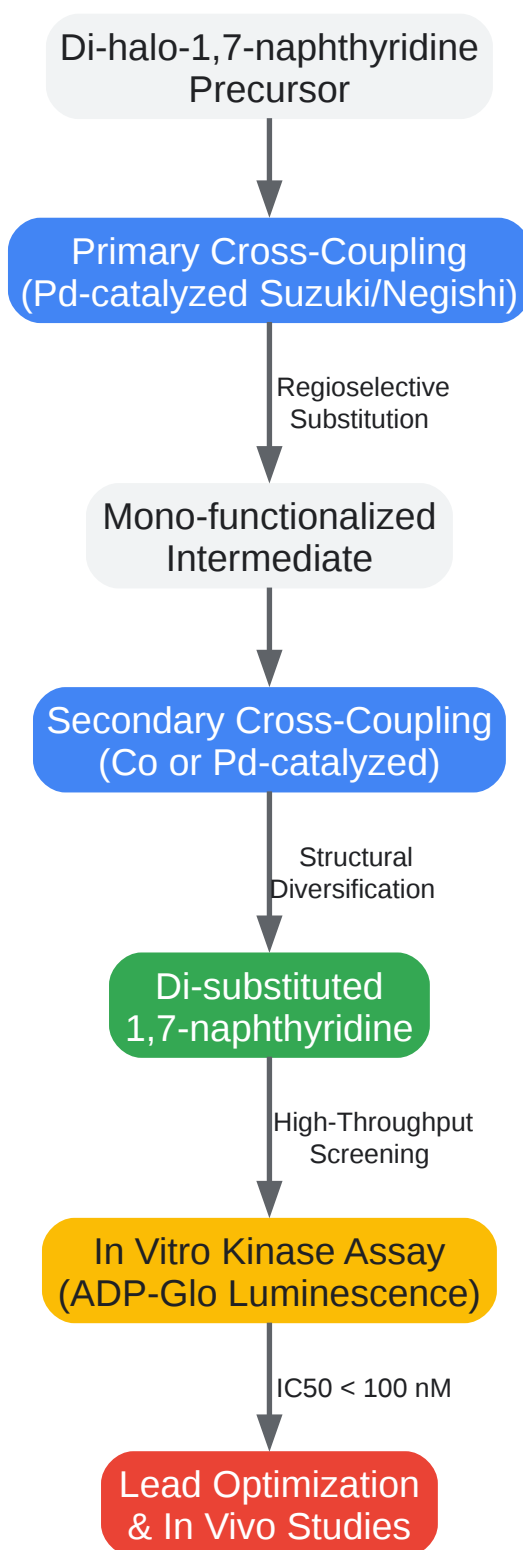 Di-halo-1,7-naphthyridine
Precursor
Primary Cross-Coupling
(Pd-catalyzed Suzuki/Negishi)
Regioselective
Substitution
Mono-functionalized
Intermediate
Secondary Cross-Coupling
(Co or Pd-catalyzed)
Structural
Diversification
Di-substituted
1,7-naphthyridine
High-Throughput
Screening
In Vitro Kinase Assay
(ADP-Glo Luminescence)
IC50 < 100 nM
Lead Optimization
& In Vivo Studies